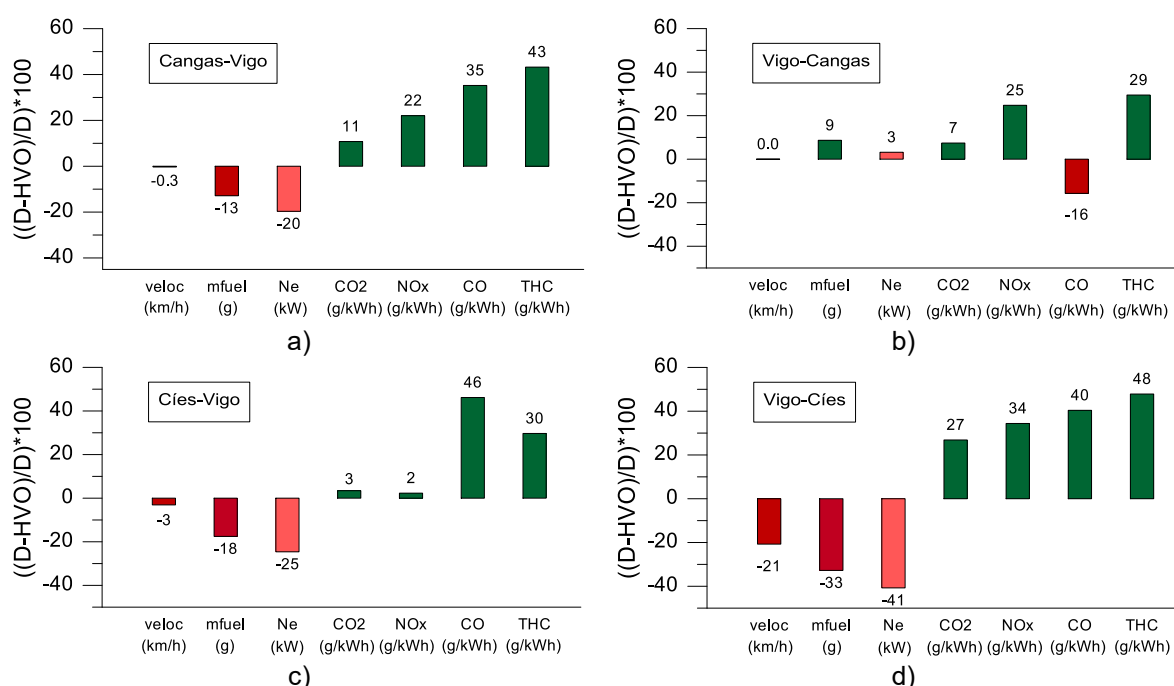 60
40
20
0
-20
-40
((D-HVO)/D)*100
Cangas-Vigo
-0.3
-13
-20
11
22
35
43
veloc mfuel Ne CO2 NOx CO THC
(km/h) (g) (kW) (g/kWh) (g/kWh) (g/kWh) (g/kWh)
a)
60
40
20
0
-20
-40
((D-HVO)/D)*100
Vigo-Cangas
0.0
9
3
7
25
-16
29
veloc mfuel Ne CO2 NOx CO THC
(km/h) (g) (kW) (g/kWh) (g/kWh) (g/kWh) (g/kWh)
b)
60
40
20
0
-20
-40
((D-HVO)/D)*100
Cíes-Vigo
-3
-18
-25
3
2
46
30
veloc mfuel Ne CO2 NOx CO THC
(km/h) (g) (kW) (g/kWh) (g/kWh) (g/kWh) (g/kWh)
c)
60
40
20
0
-20
-40
((D-HVO)/D)*100
Vigo-Cíes
-21
-33
-41
27
34
40
48
veloc mfuel Ne CO2 NOx CO THC
(km/h) (g) (kW) (g/kWh) (g/kWh) (g/kWh) (g/kWh)
d)